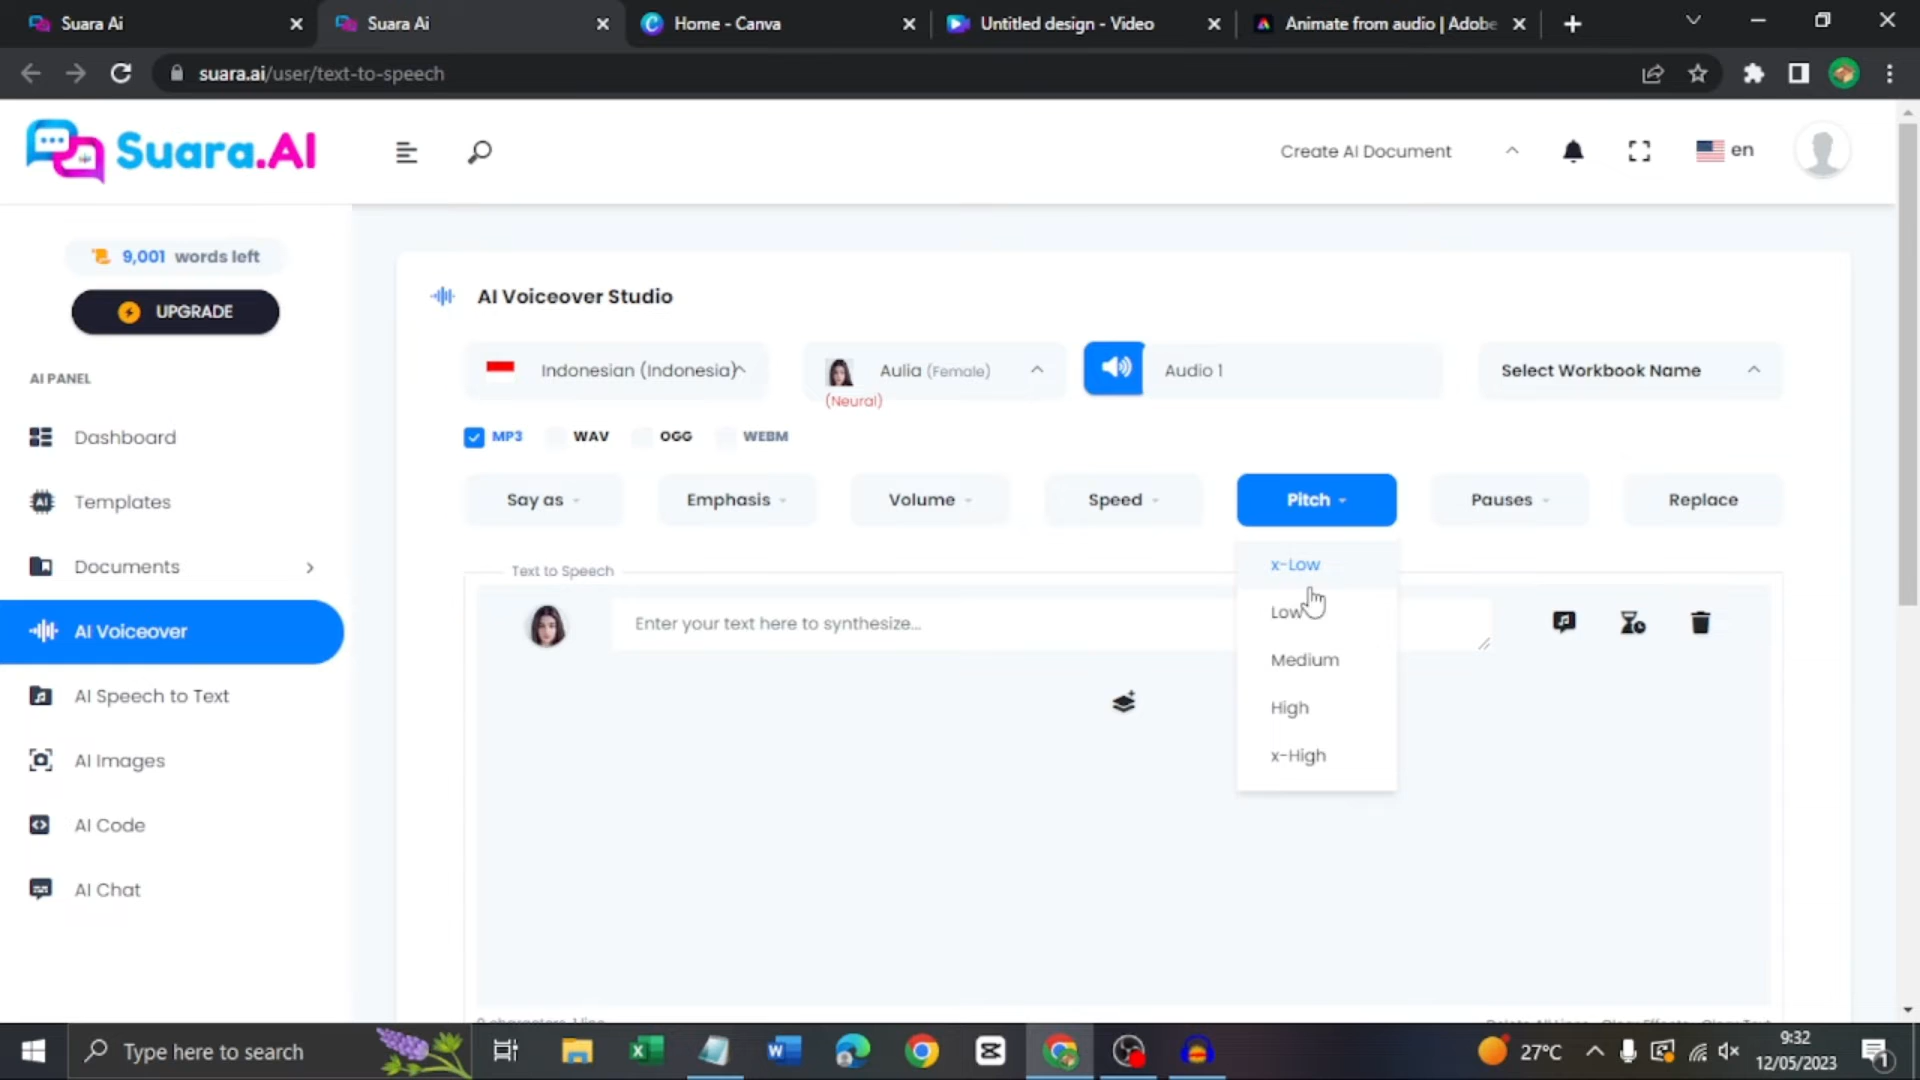 Suara Ai
Suara Ai
Home - Canva
Untitled design - Video
Animate from audio | Adobe
suara.ai/user/text-to-speech
Suara.AI
Create AI Document
en
9,001 words left
UPGRADE
AI PANEL
Dashboard
Templates
Documents
AI Voiceover
AI Speech to Text
AI Images
AI Code
AI Chat
AI Voiceover Studio
Indonesian (Indonesia)
Aulia (Female)
(Neural)
Audio 1
Select Workbook Name
MP3
WAV
OGG
WEBM
Say as
Emphasis
Volume
Speed
Pitch
Pauses
Replace
x-Low
Low
Medium
High
x-High
Text to Speech
Enter your text here to synthesize...
Type here to search
27°C
9:32
12/05/2023
1